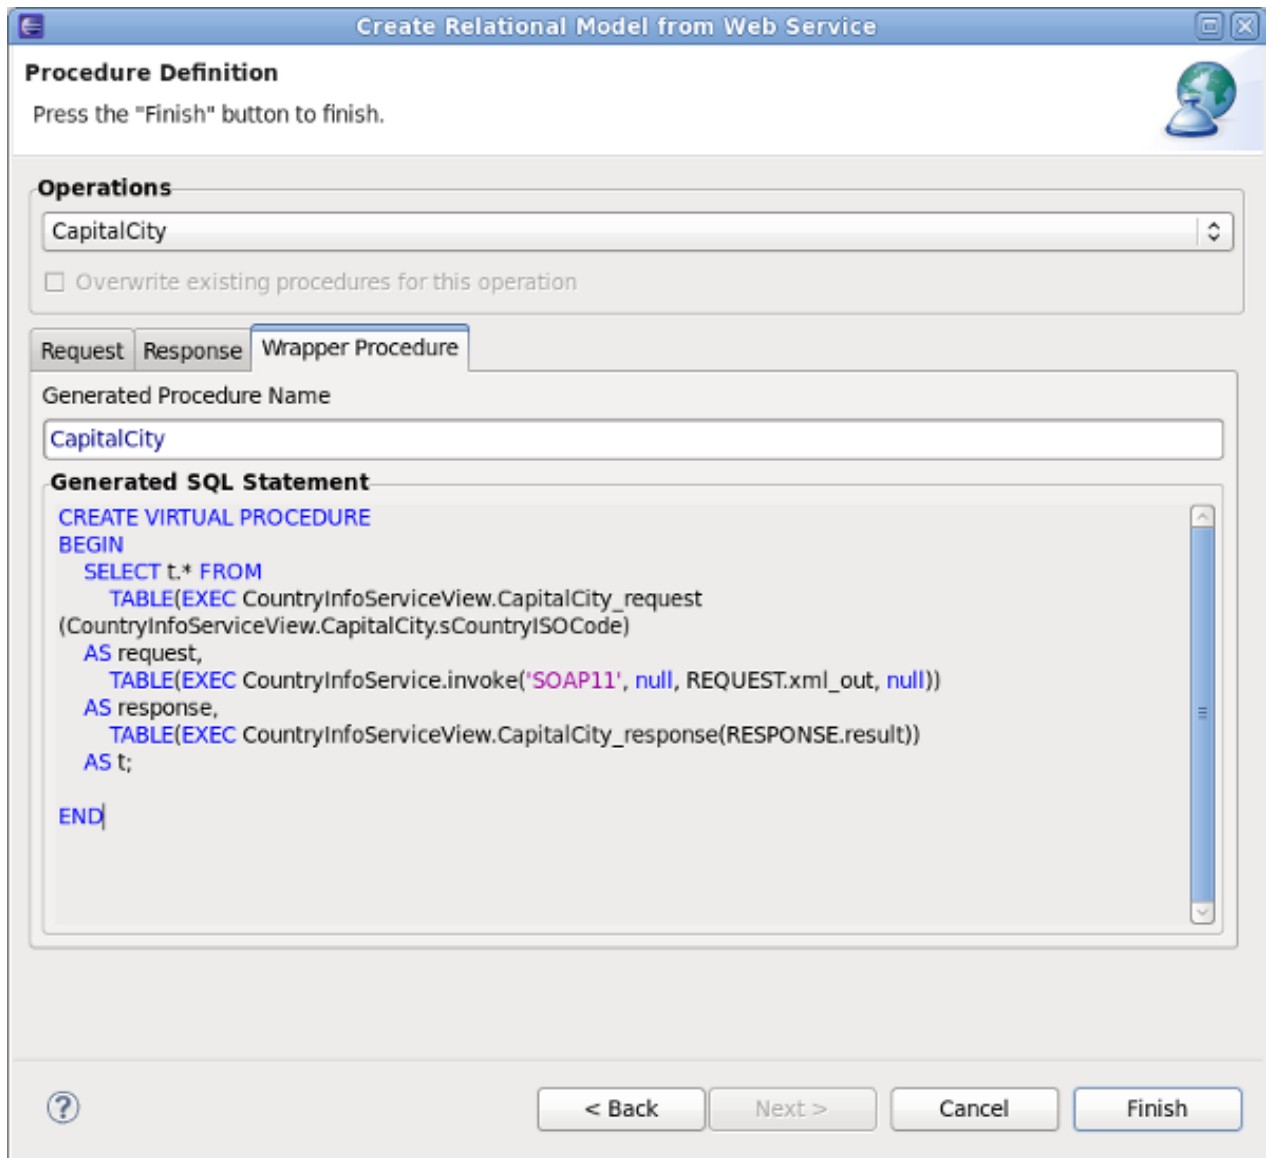 Create Relational Model from Web Service
Procedure Definition
Press the "Finish" button to finish.
Operations
CapitalCity
Overwrite existing procedures for this operation
Request Response Wrapper Procedure
Generated Procedure Name
CapitalCity
Generated SQL Statement
CREATE VIRTUAL PROCEDURE
BEGIN
SELECT t.* FROM
TABLE(EXEC CountryInfoServiceView.CapitalCity_request
(CountryInfoServiceView.CapitalCity.sCountryISOCode)
AS request,
TABLE(EXEC CountryInfoService.invoke('SOAP11', null, REQUEST.xml_out, null))
AS response,
TABLE(EXEC CountryInfoServiceView.CapitalCity_response(RESPONSE.result))
AS t;
END
< Back Next > Cancel Finish